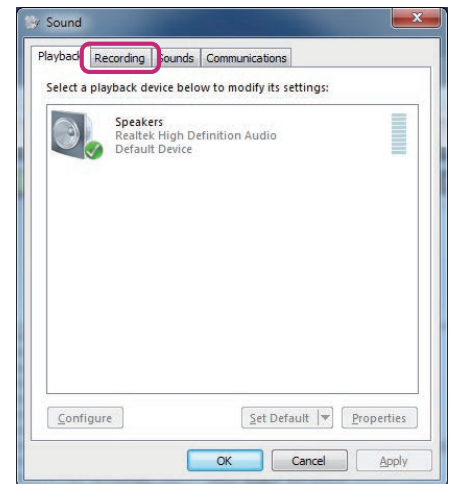 Sound
Playback Recording Sounds Communications
Select a playback device below to modify its settings:
Speakers
Realtek High Definition Audio
Default Device
Configure Set Default Properties
OK Cancel Apply